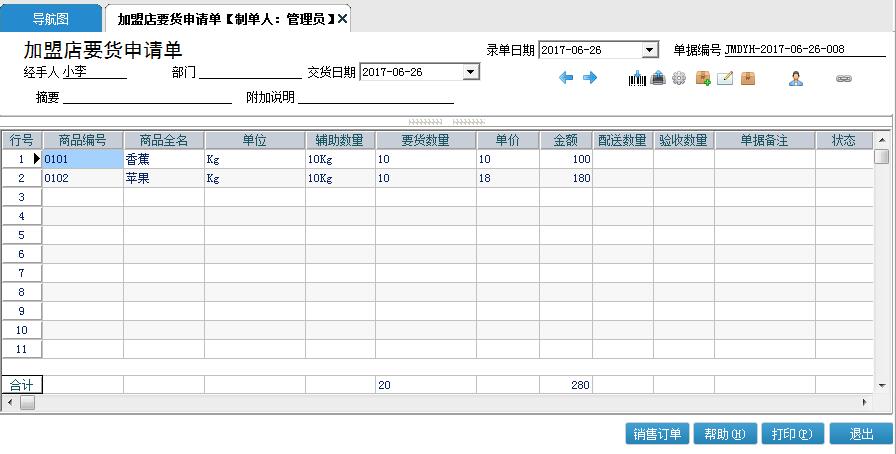 导航图 加盟店要货申请单【制单人：管理员】
加盟店要货申请单 录单日期 2017-06-26 单据编号 JMDYH-2017-06-26-008
经手人 小李 部门 交货日期 2017-06-26
摘要 附加说明
行号 商品编号 商品全名 单位 辅助数量 要货数量 单价 金额 配送数量 验收数量 单据备注 状态
1 0101 香蕉 Kg 10Kg 10 10 100
2 0102 苹果 Kg 10Kg 10 18 180
3
4
5
6
7
8
9
10
11
合计 20 280
销售订单 帮助(H) 打印(P) 退出